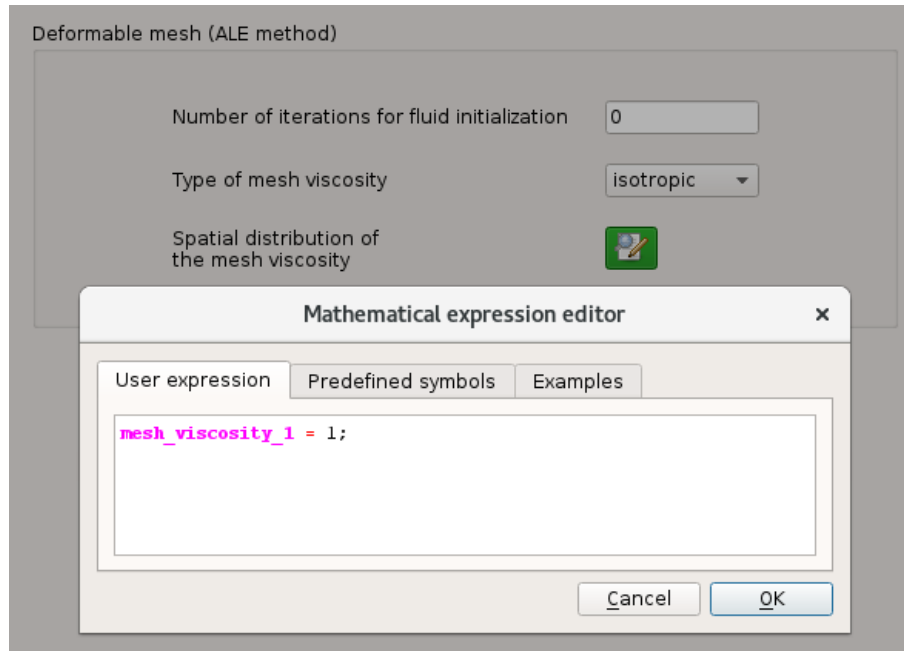 Deformable mesh (ALE method)
Number of iterations for fluid initialization
0
Type of mesh viscosity
isotropic
Spatial distribution of
the mesh viscosity
Mathematical expression editor
×
User expression
Predefined symbols
Examples
mesh_viscosity_1 = 1;
Cancel
OK